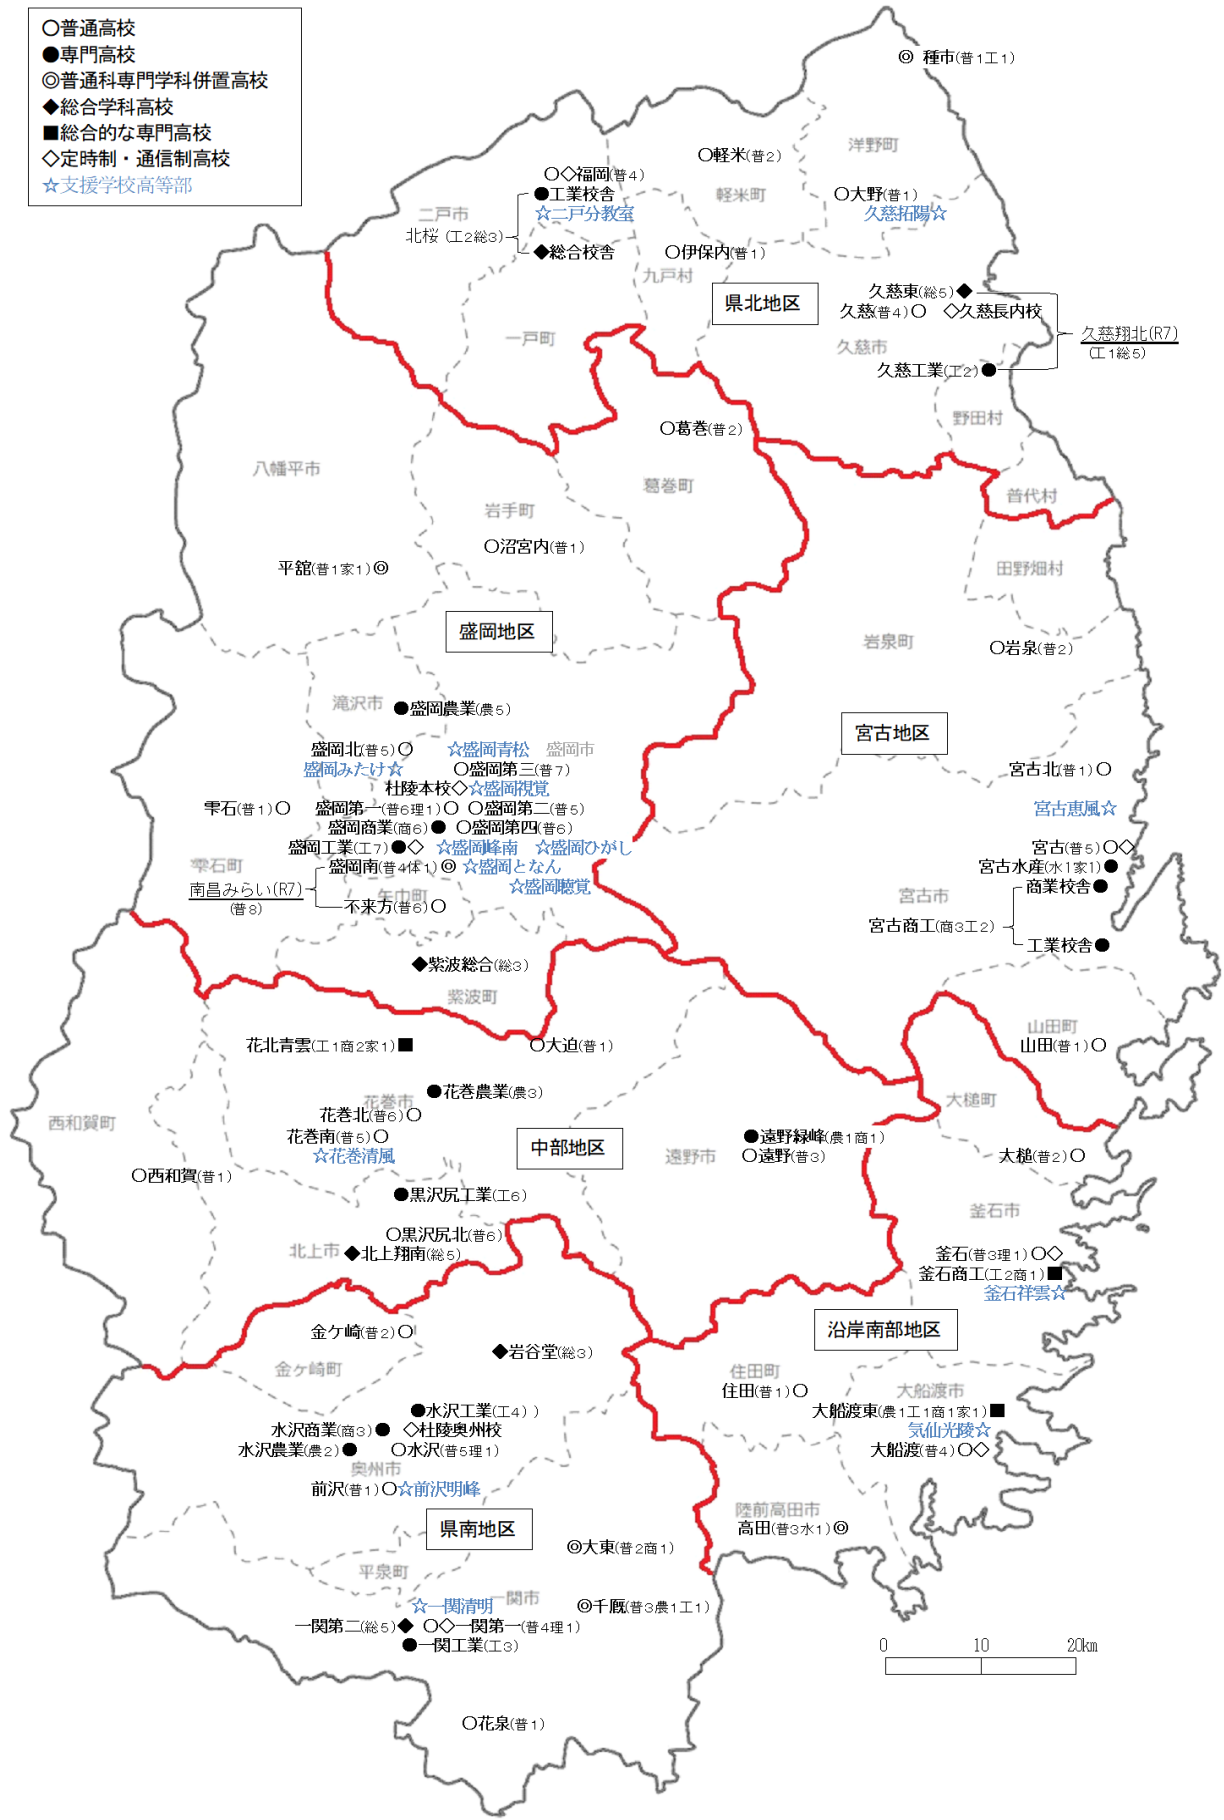 ○普通高校
●専門高校
◎普通科専門学科併置高校
◆総合学科高校
■総合的な専門高校
◇定時制・通信制高校
☆支援学校高等部
◎ 種市(普1工1)
洋野町
○軽米(普2)
軽米町
○◇福岡(普4)
●工業校舎
☆二戸分教室
二戸市
北桜(工2総3)
◆総合校舎
○大野(普1)
久慈拓陽☆
○伊保内(普1)
九戸村
県北地区
久慈東(総5)◆
久慈(普4)○ ◇久慈長内校
久慈翔北(R7)
(工1総5)
久慈市
久慈工業(工2)●
一戸町
野田村
○葛巻(普2)
八幡平市
葛巻町
普代村
岩手町
○沼宮内(普1)
平舘(普1家1)◎
田野畑村
盛岡地区
岩泉町
○岩泉(普2)
滝沢市
●盛岡農業(農5)
宮古地区
盛岡北(普5)○ ☆盛岡青松 盛岡市
盛岡みたけ☆ ○盛岡第三(普7)
宮古北(普1)○
杜陵本校◇☆盛岡視覚
雫石(普1)○ 盛岡第一(普6理1)○ ○盛岡第二(普5)
宮古恵風☆
盛岡商業(商6)● ○盛岡第四(普6)
盛岡工業(工7)●◇ ☆盛岡峰南 ☆盛岡ひがし
宮古(普5)○◇
雫石町
盛岡南(普4体1)◎ ☆盛岡となん
宮古水産(水1家1)●
南昌みらい(R7)
(普8)
☆盛岡聴覚
矢巾町
商業校舎●
宮古市
不来方(普6)○
宮古商工(商3工2)
工業校舎●
◆紫波総合(総3)
紫波町
山田町
山田(普1)○
花北青雲(工1商2家1)■
○大迫(普1)
●花巻農業(農3)
花巻市
大槌町
西和賀町
花巻北(普6)○
花巻南(普5)○
☆花巻清風
中部地区
●遠野緑峰(農1商1)
○遠野(普3)
遠野市
大槌(普2)○
○西和賀(普1)
●黒沢尻工業(工6)
釜石市
○黒沢尻北(普6)
北上市
◆北上翔南(総5)
釜石(普3理1)○◇
釜石商工(工2商1)■
釜石祥雲☆
金ケ崎(普2)○
沿岸南部地区
◆岩谷堂(総3)
金ヶ崎町
住田町
住田(普1)○
大船渡市
●水沢工業(工4))
大船渡東(農1工1商1家1)■
水沢商業(商3)● ◇杜陵奥州校
気仙光陵☆
水沢農業(農2)● ○水沢(普5理1)
大船渡(普4)○◇
奥州市
前沢(普1)○☆前沢明峰
陸前高田市
県南地区
高田(普3水1)◎
◎大東(普2商1)
平泉町
一関市
☆一関清明
◎千厩(普3農1工1)
一関第二(総5)◆ ○◇一関第一(普4理1)
●一関工業(工3)
0 10 20km
○花泉(普1)